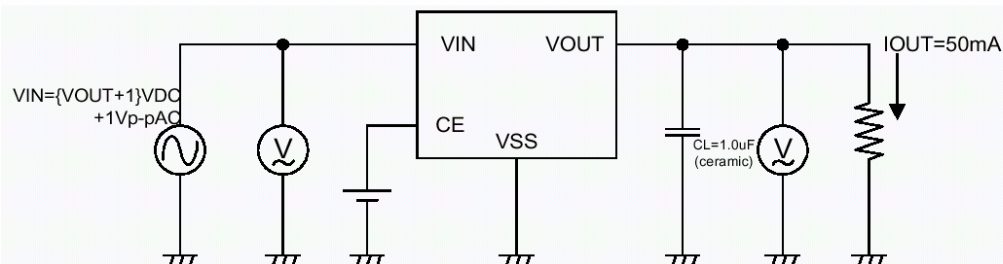 VIN VOUT IOUT=50mA
VIN={VOUT+1}VDC
+1Vp-pAC
CE
VSS
V V
CL=1.0uF
(ceramic)